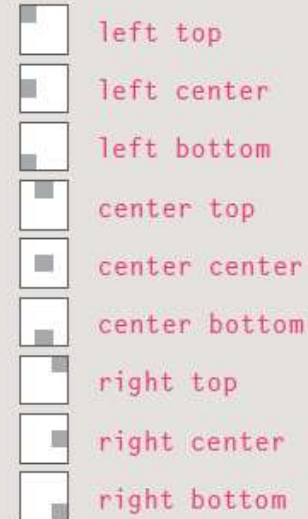 left top
left center
left bottom
center top
center center
center bottom
right top
right center
right bottom